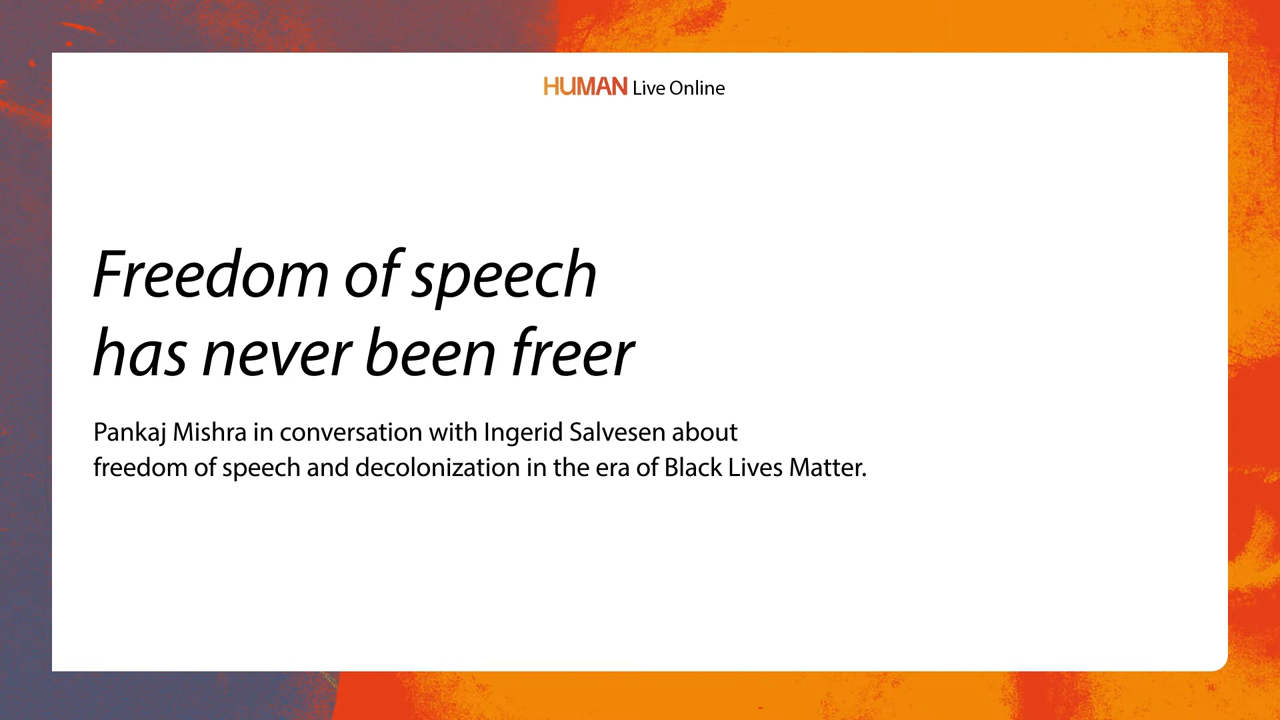 HUMAN Live Online
Freedom of speech
has never been freer
Pankaj Mishra in conversation with Ingerid Salvesen about
freedom of speech and decolonization in the era of Black Lives Matter.